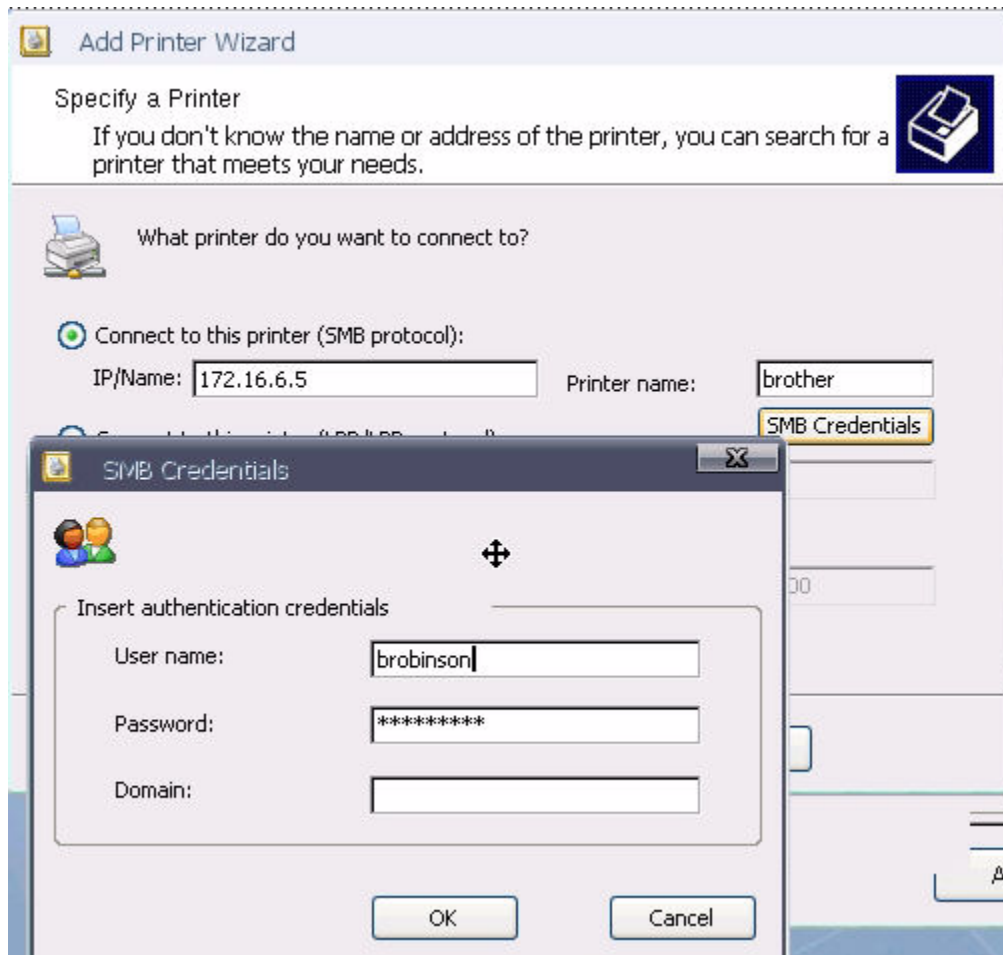 Add Printer Wizard
Specify a Printer
If you don't know the name or address of the printer, you can search for a
printer that meets your needs.
What printer do you want to connect to?
Connect to this printer (SMB protocol):
IP/Name: 172.16.6.5 Printer name: brother
SMB Credentials
SMB Credentials
00
Insert authentication credentials
User name: brobinson
Password: *********
Domain:
OK Cancel
A